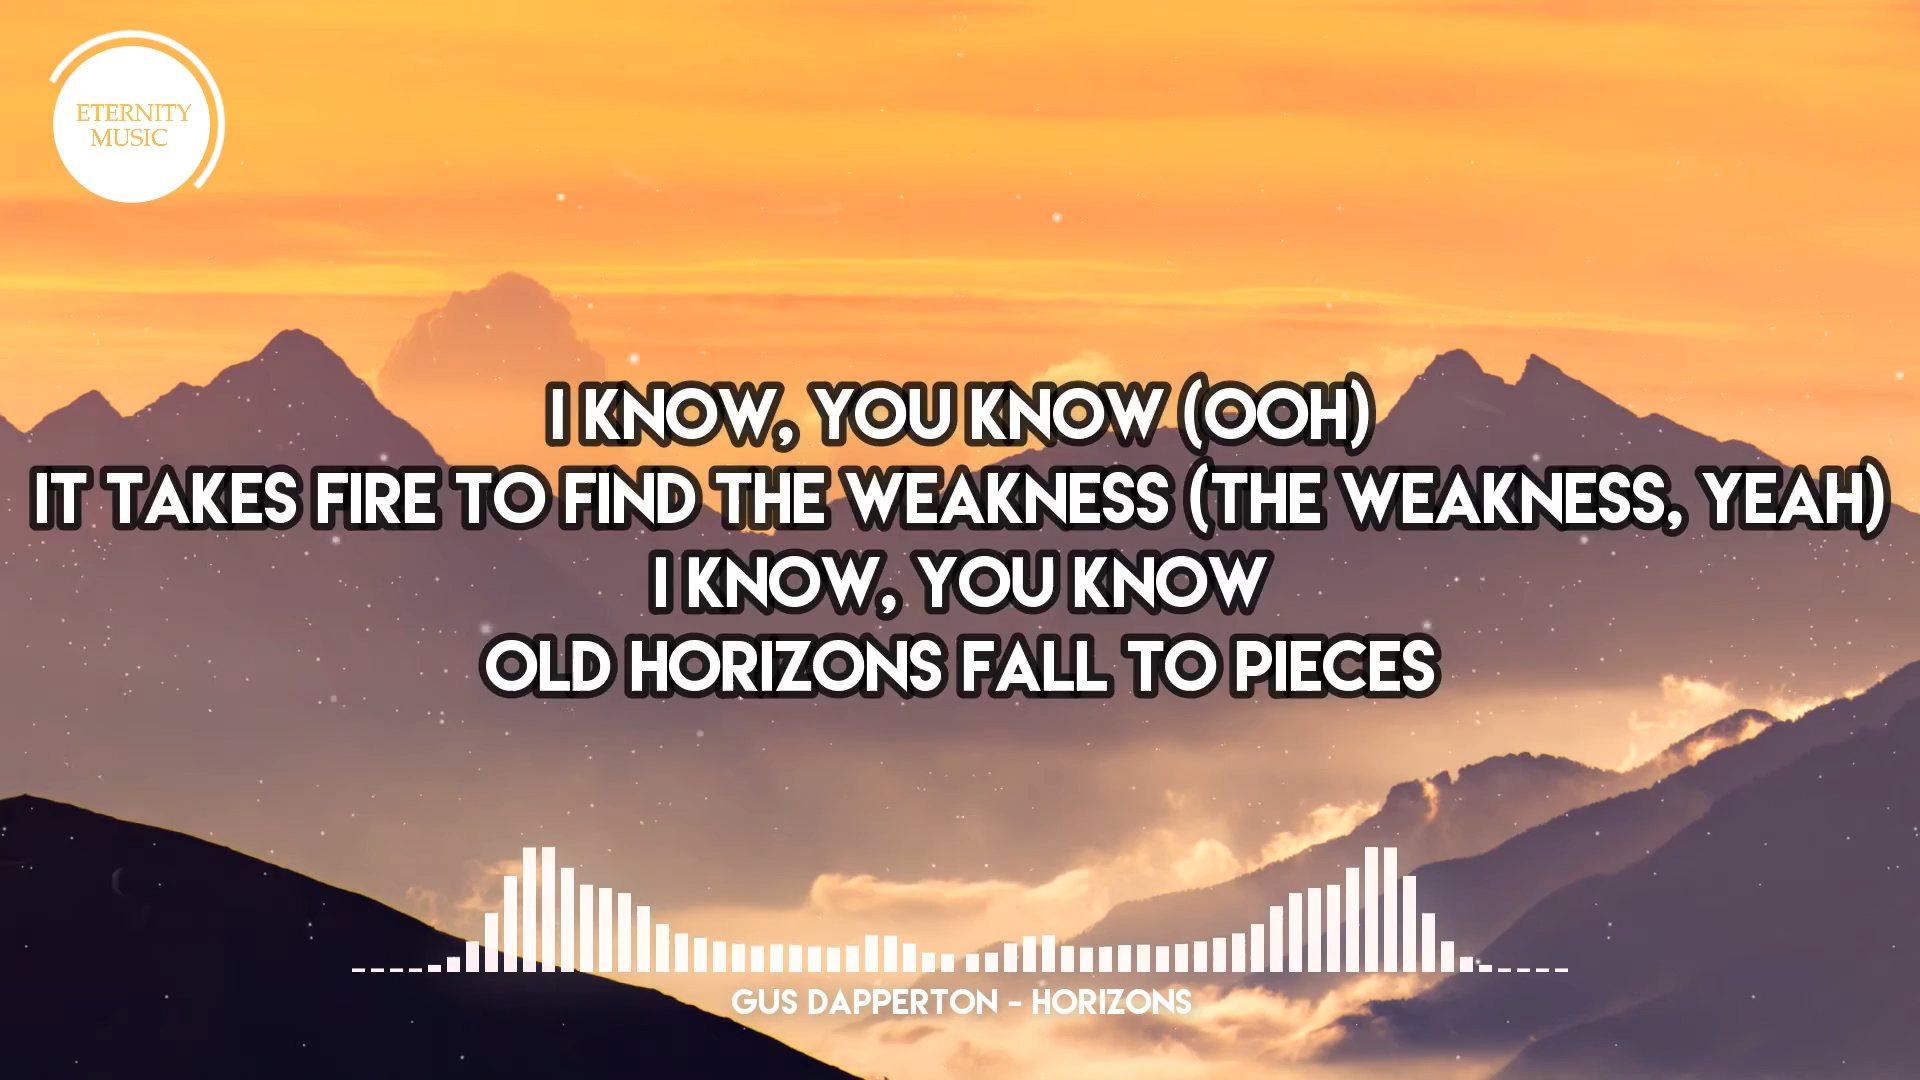 ETERNITY
MUSIC
I KNOW, YOU KNOW (OOH)
IT TAKES FIRE TO FIND THE WEAKNESS (THE WEAKNESS, YEAH)
I KNOW, YOU KNOW
OLD HORIZONS FALL TO PIECES
GUS DAPPERTON - HORIZONS